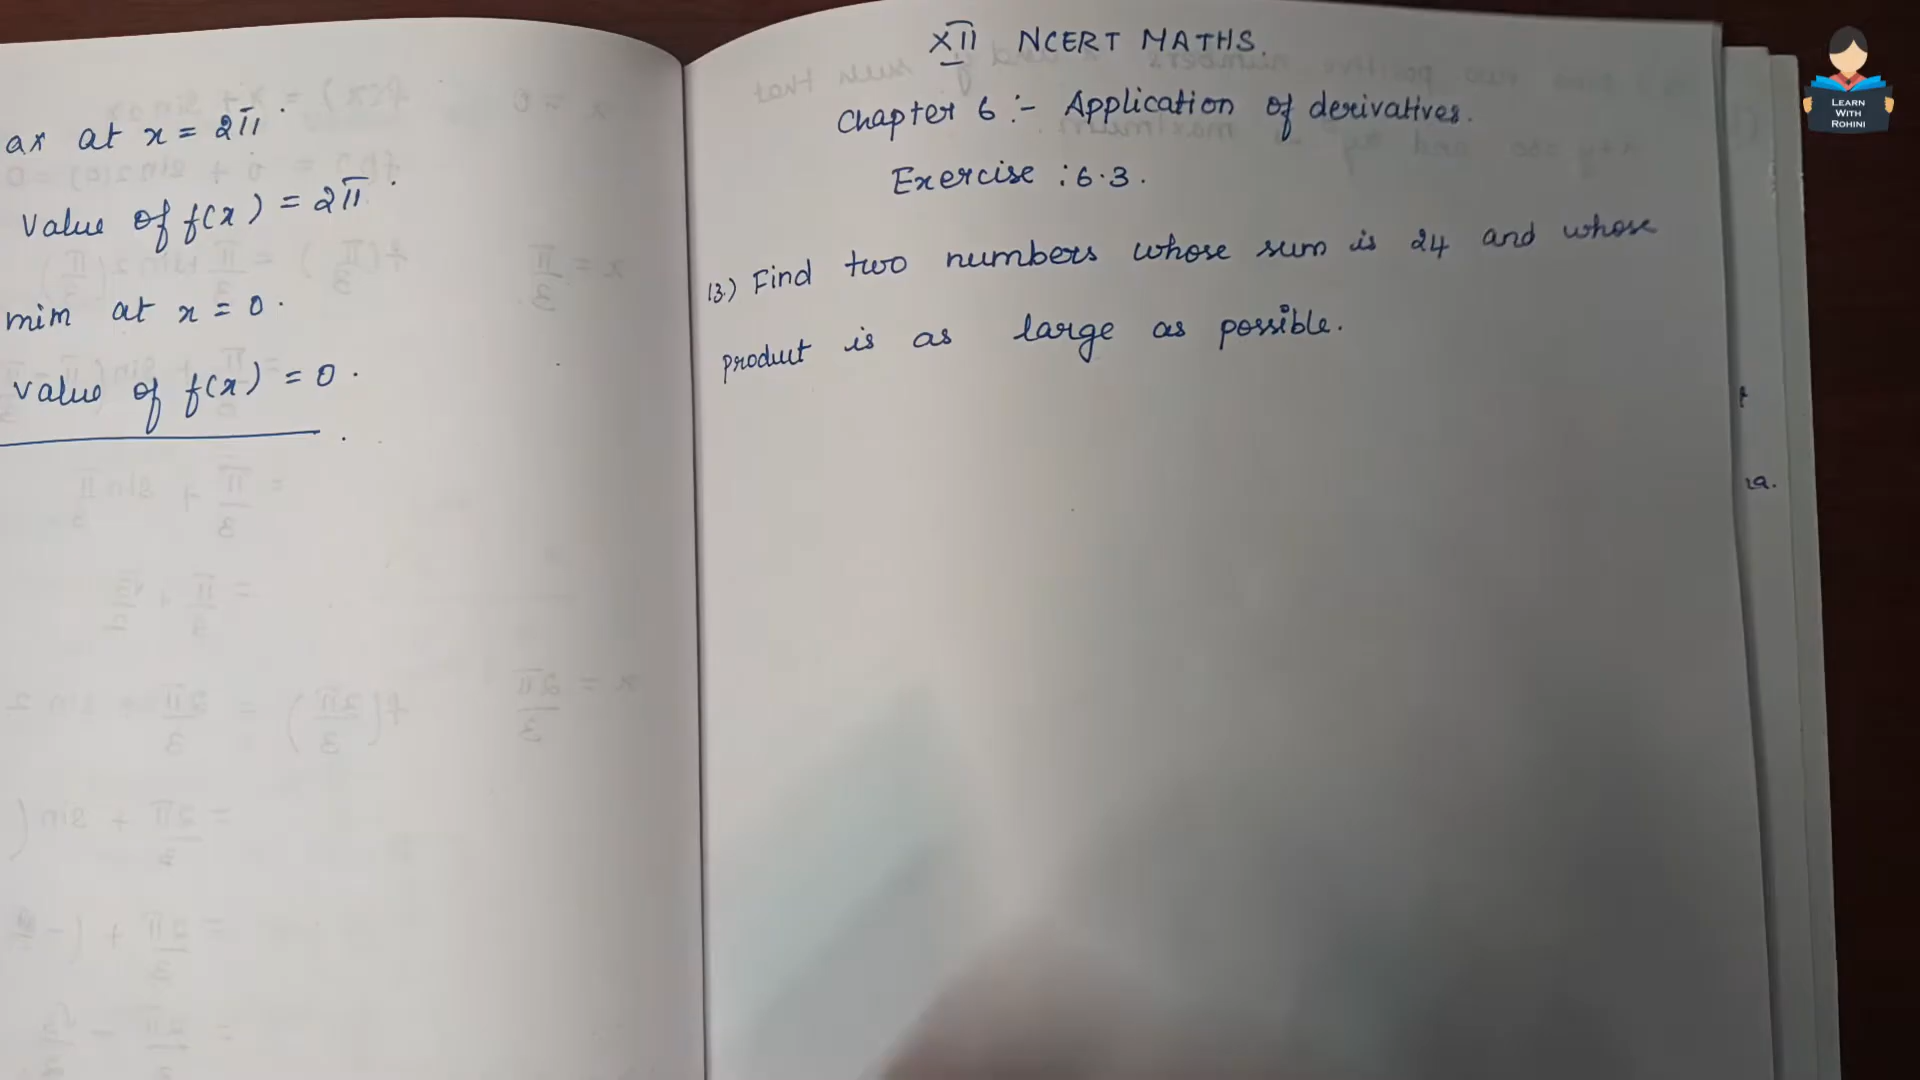 ax at x = 2π.
Value of f(x) = 2π.
mim at x = 0.
value of f(x) = 0.
XII NCERT MATHS.
Chapter 6 :- Application of derivatives.
Exercise : 6.3.
13.) Find two numbers whose sum is 24 and whose
product is as large as possible.
LEARN
WITH
ROHINI